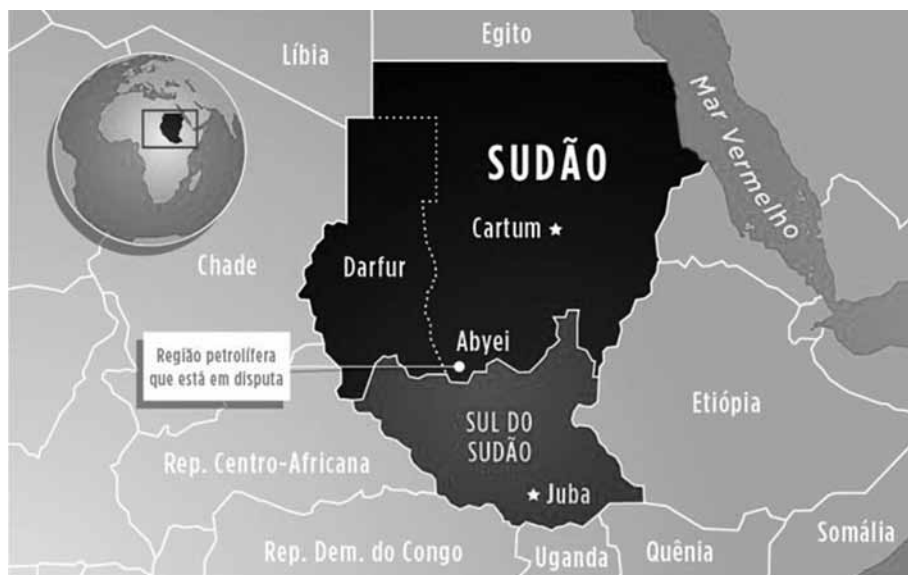 Líbia
Egito
Mar Vermelho
SUDÃO
Cartum
Chade
Darfur
Abyei
Região petrolífera
que está em disputa
SUL DO
SUDÃO
Etiópia
Rep. Centro-Africana
Juba
Rep. Dem. do Congo
Uganda
Quênia
Somália